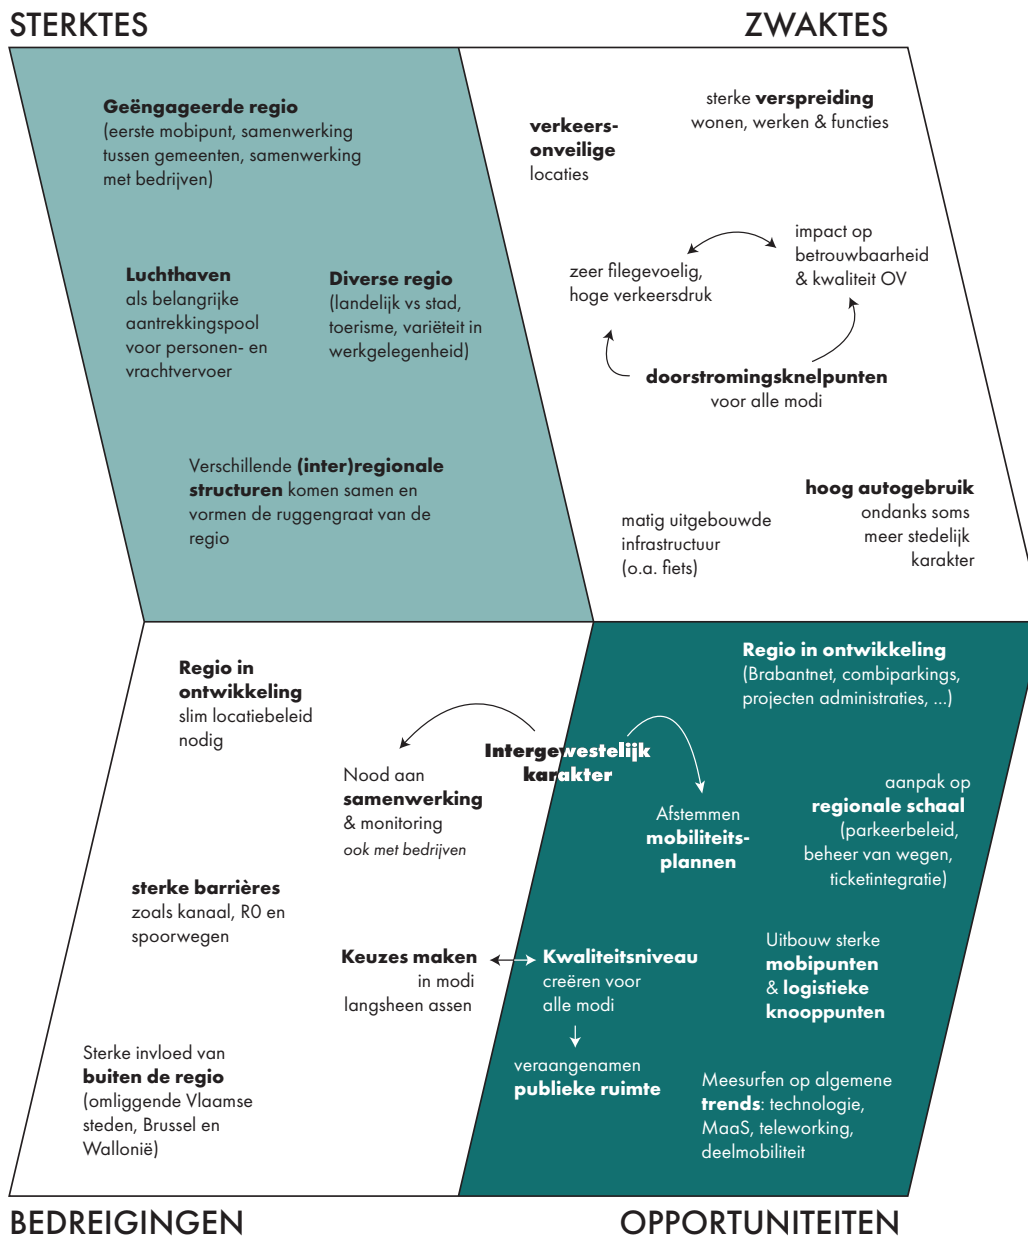 STERKTES
ZWAKTES
Geëngageerde regio
(eerste mobipunt, samenwerking
tussen gemeenten, samenwerking
met bedrijven)
Luchthaven
als belangrijke
aantrekkingspool
voor personen- en
vrachtvervoer
Diverse regio
(landelijk vs stad,
toerisme, variëteit in
werkgelegenheid)
Verschillende (inter)regionale
structuren komen samen en
vormen de ruggengraat van de
regio
verkeers-
onveilige
locaties
sterke verspreiding
wonen, werken & functies
zeer filegevoelig,
hoge verkeersdruk
impact op
betrouwbaarheid
& kwaliteit OV
doorstromingsknelpunten
voor alle modi
matig uitgebouwde
infrastructuur
(o.a. fiets)
hoog autogebruik
ondanks soms
meer stedelijk
karakter
Regio in
ontwikkeling
slim locatiebeleid
nodig
Intergewestelijk
karakter
Nood aan
samenwerking
& monitoring
ook met bedrijven
sterke barrières
zoals kanaal, R0 en
spoorwegen
Keuzes maken
in modi
langsheen assen
Sterke invloed van
buiten de regio
(omliggende Vlaamse
steden, Brussel en
Wallonië)
Regio in ontwikkeling
(Brabantnet, combiparkings,
projecten administraties, ...)
Afstemmen
mobiliteits-
plannen
aanpak op
regionale schaal
(parkeerbeleid,
beheer van wegen,
ticketintegratie)
Kwaliteitsniveau
creëren voor
alle modi
veraangenamen
publieke ruimte
Uitbouw sterke
mobipunten
& logistieke
knooppunten
Meesurfen op algemene
trends: technologie,
MaaS, teleworking,
deelmobiliteit
BEDREIGINGEN
OPPORTUNITEITEN